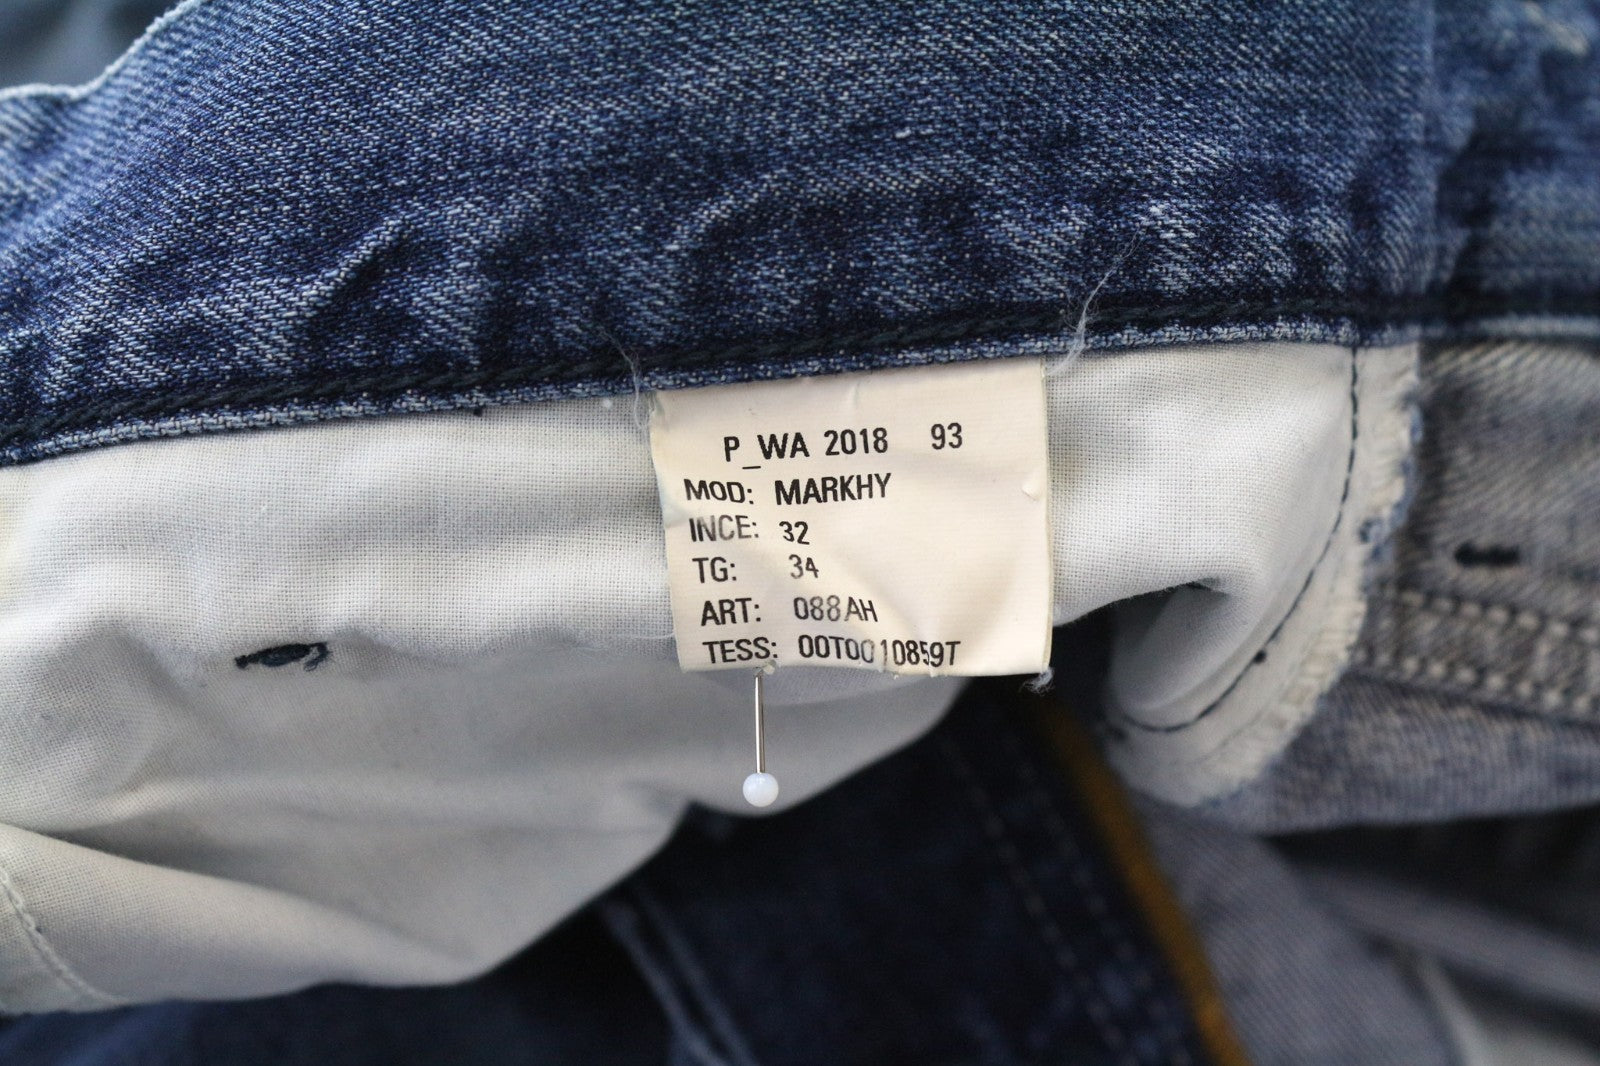 P_WA 2018 93
MOD: MARKHY
INCE: 32
TG: 34
ART: 088AH
TESS: 00T0010859T